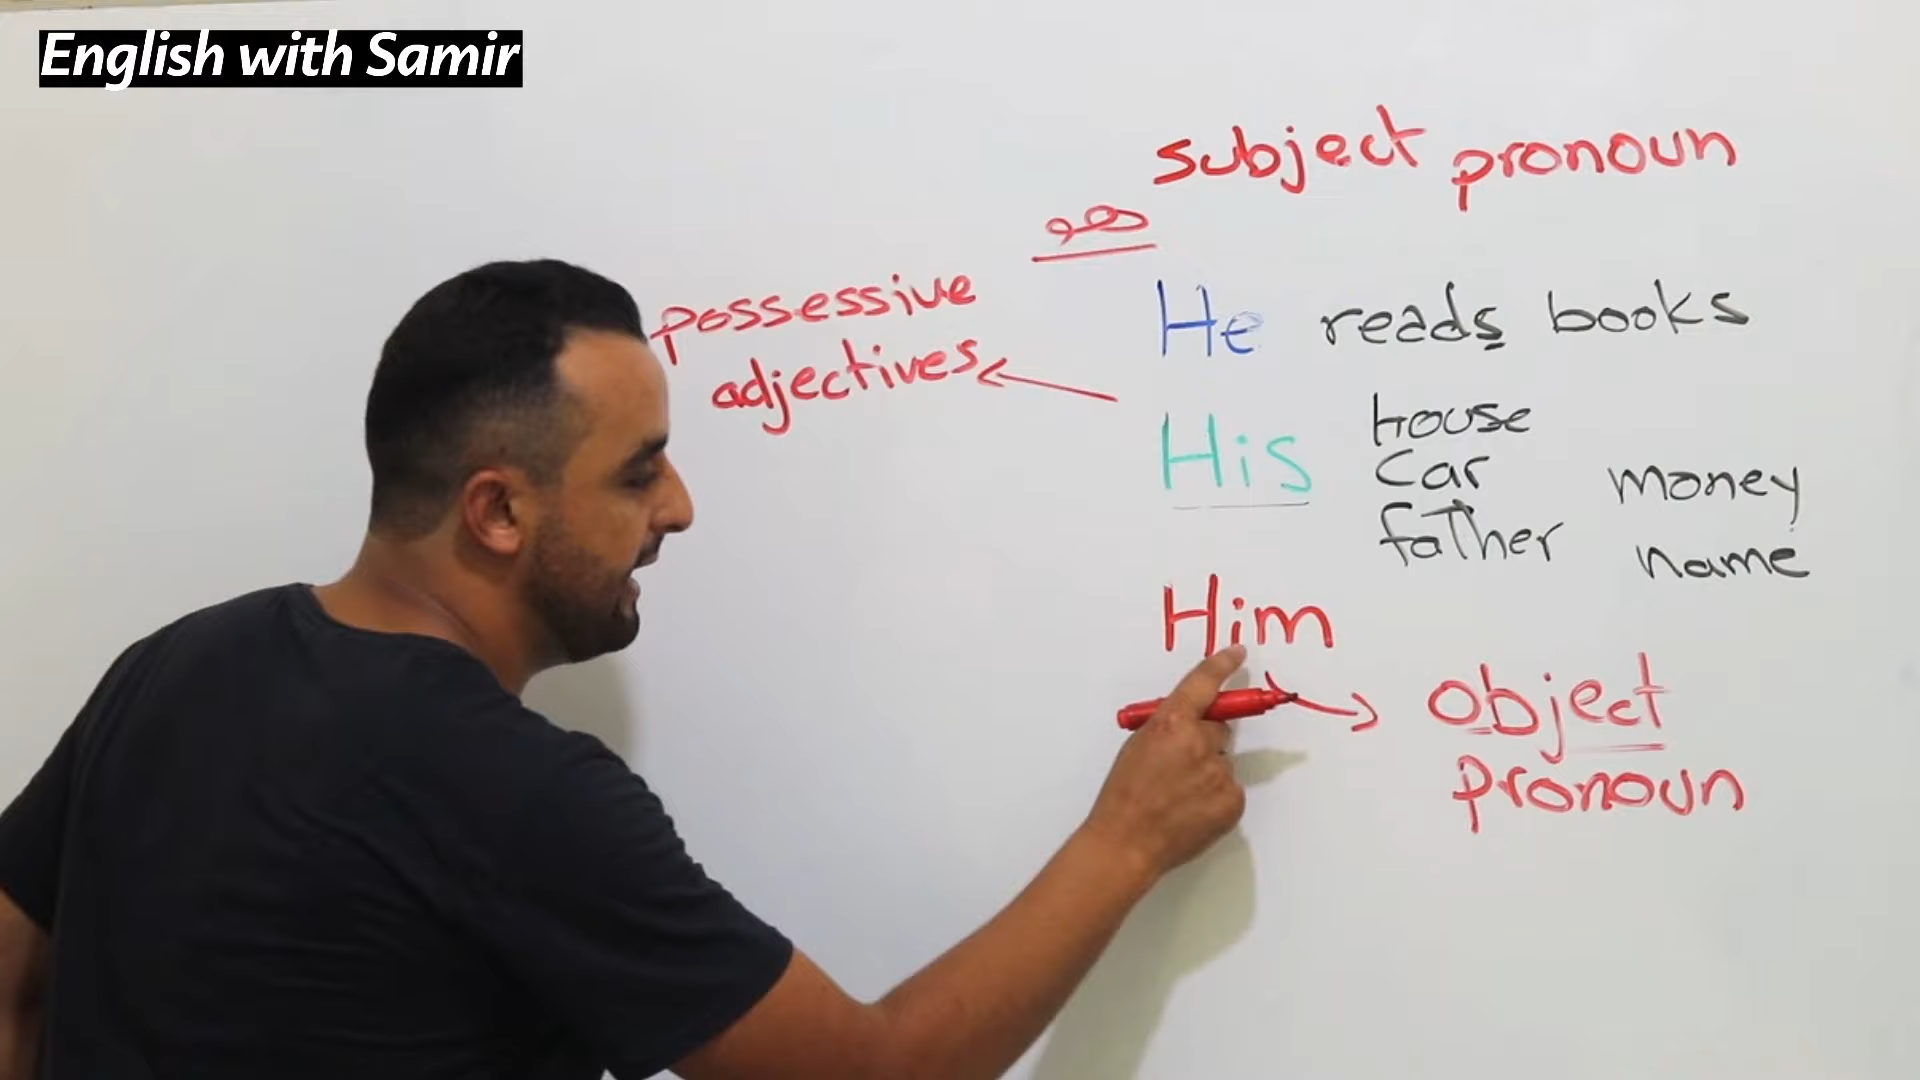 English with Samir
subject pronoun
هو
possessive
adjectives
He reads books
His
House
Car
father
money
name
Him
object
pronoun